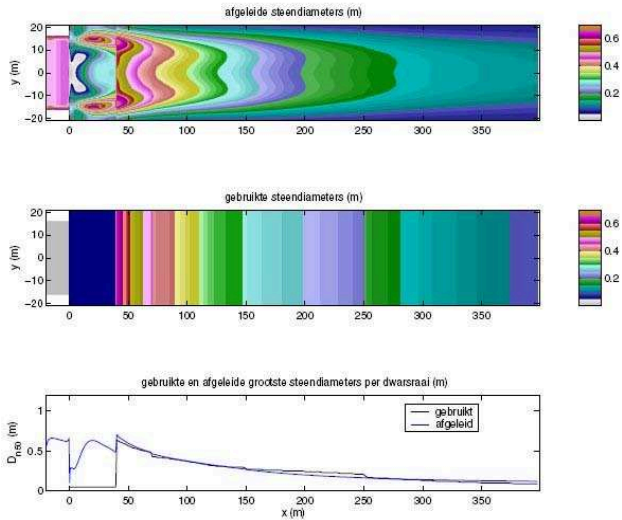 afgeleide steendiameters (m)
20
10
0
−10
−20
y (m)
0 50 100 150 200 250 300 350
0.6
0.4
0.2
gebruikte steendiameters (m)
20
10
0
−10
−20
y (m)
0 50 100 150 200 250 300 350
0.6
0.4
0.2
gebruikte en afgeleide grootste steendiameters per dwarsraai (m)
1
0.5
0
D n50 (m)
gebruikt
afgeleid
0 50 100 150 200 250 300 350
x (m)